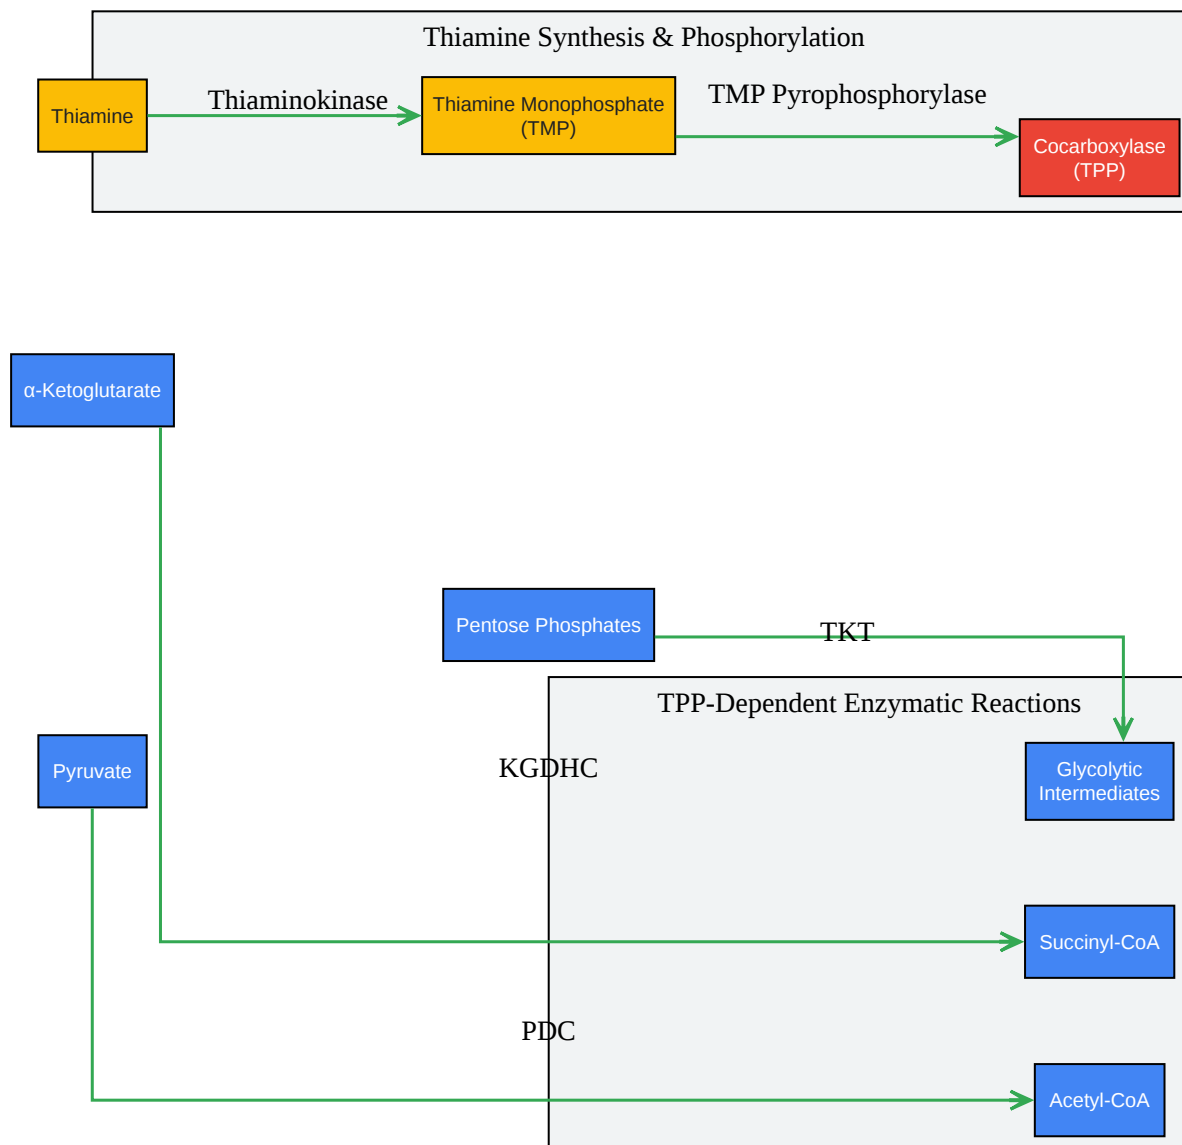 Thiamine Synthesis & Phosphorylation
Thiamine
Thiaminokinase
Thiamine Monophosphate
(TMP)
TMP Pyrophosphorylase
Cocarboxylase
(TPP)
α-Ketoglutarate
Pentose Phosphates
TKT
TPP-Dependent Enzymatic Reactions
Pyruvate
KGDHC
Glycolytic
Intermediates
Succinyl-CoA
PDC
Acetyl-CoA